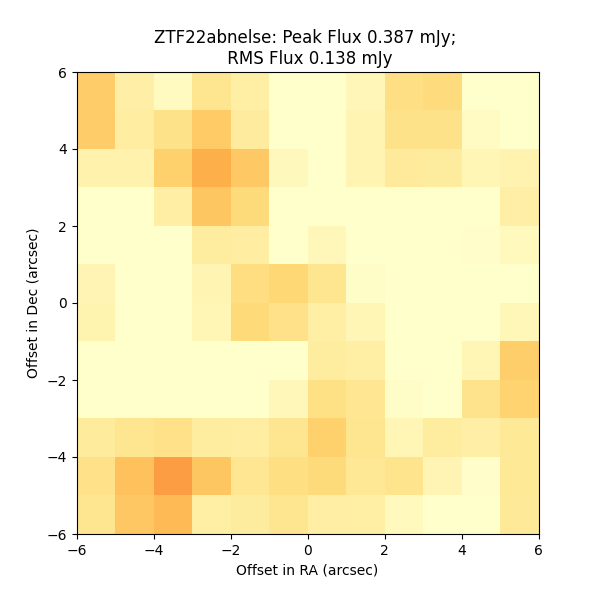 ZTF22abnelse: Peak Flux 0.387 mJy;
RMS Flux 0.138 mJy
6
4
2
0
−2
−4
−6
Offset in Dec (arcsec)
−6 −4 −2 0 2 4 6
Offset in RA (arcsec)